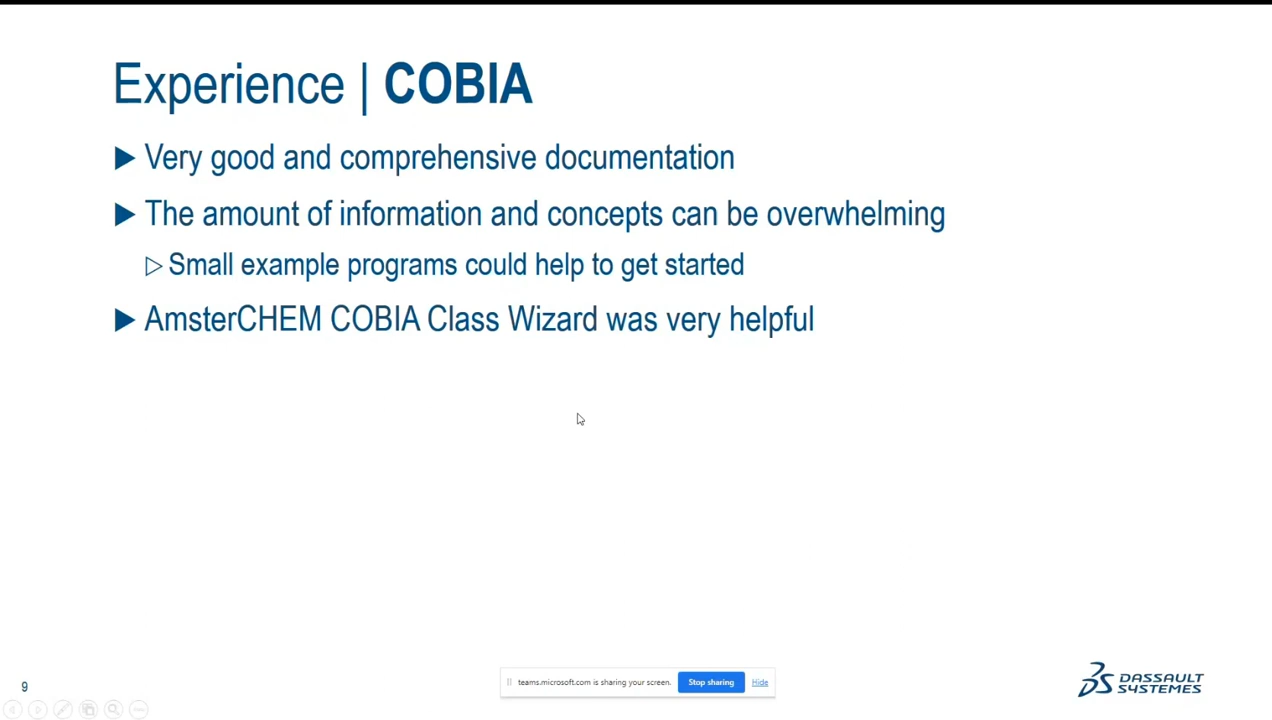 Experience | COBIA
Very good and comprehensive documentation
The amount of information and concepts can be overwhelming
Small example programs could help to get started
AmsterCHEM COBIA Class Wizard was very helpful
9
teams.microsoft.com is sharing your screen.
Stop sharing
Hide
DASSAULT
SYSTEMES